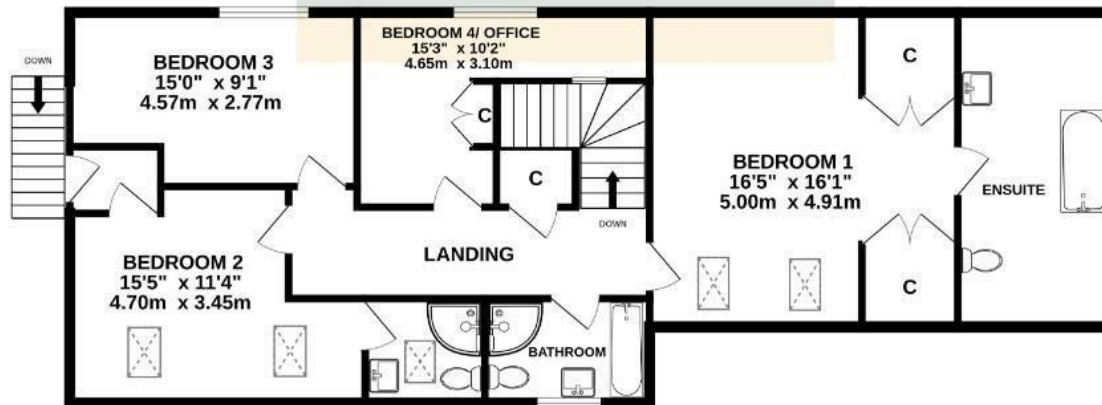 BEDROOM 4/ OFFICE
15'3" x 10'2"
4.65m x 3.10m
BEDROOM 3
15'0" x 9'1"
4.57m x 2.77m
DOWN
C
C
C
BEDROOM 1
16'5" x 16'1"
5.00m x 4.91m
ENSUITE
DOWN
LANDING
BEDROOM 2
15'5" x 11'4"
4.70m x 3.45m
C
BATHROOM